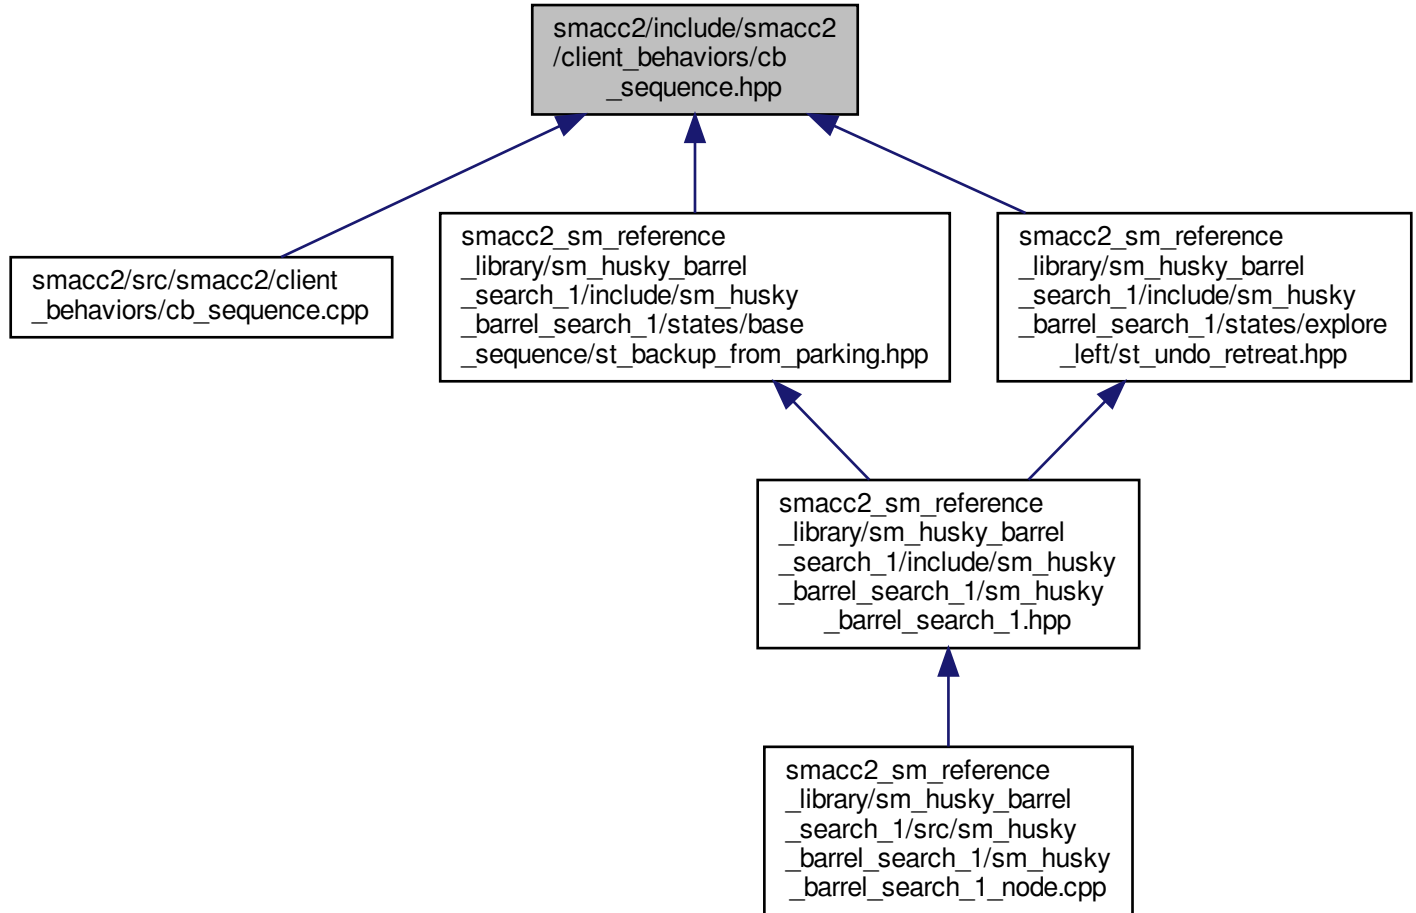 smacc2/include/smacc2
/client_behaviors/cb
_sequence.hpp
smacc2/src/smacc2/client
_behaviors/cb_sequence.cpp
smacc2_sm_reference
_library/sm_husky_barrel
_search_1/include/sm_husky
_barrel_search_1/states/base
_sequence/st_backup_from_parking.hpp
smacc2_sm_reference
_library/sm_husky_barrel
_search_1/include/sm_husky
_barrel_search_1/states/explore
_left/st_undo_retreat.hpp
smacc2_sm_reference
_library/sm_husky_barrel
_search_1/include/sm_husky
_barrel_search_1/sm_husky
_barrel_search_1.hpp
smacc2_sm_reference
_library/sm_husky_barrel
_search_1/src/sm_husky
_barrel_search_1/sm_husky
_barrel_search_1_node.cpp